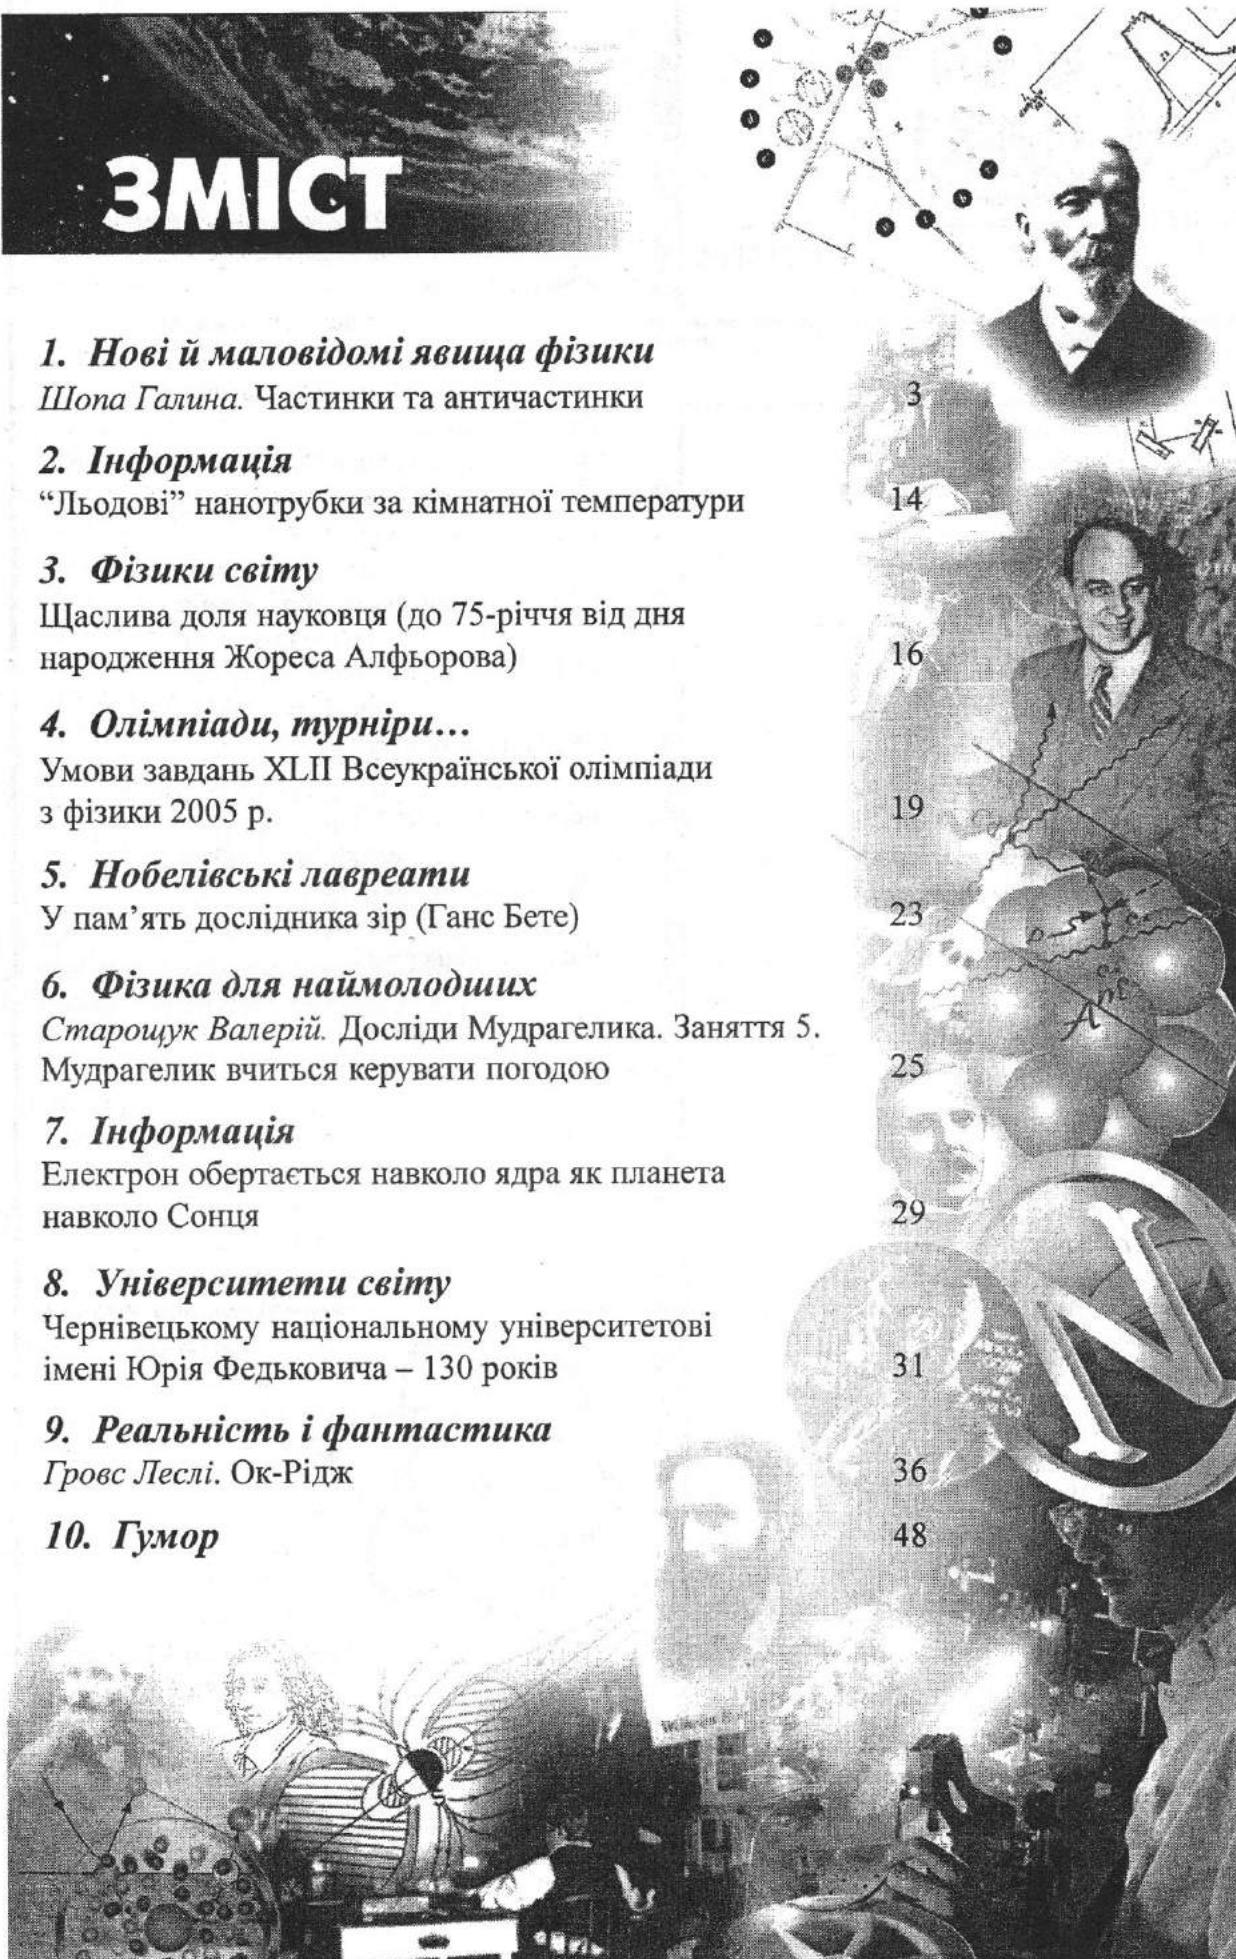 ЗМІСТ
1. Нові й маловідомі явища фізики
Шопа Галина. Частинки та античастинки 3
2. Інформація
“Льодові” нанотрубки за кімнатної температури 14
3. Фізики світу
Щаслива доля науковця (до 75-річчя від дня
народження Жореса Алфьорова) 16
4. Олімпіади, турніри...
Умови завдань XLII Всеукраїнської олімпіади
з фізики 2005 р. 19
5. Нобелівські лавреати
У пам’ять дослідника зір (Ганс Бете) 23
6. Фізика для наймолодших
Старощук Валерій. Досліди Мудрагелика. Заняття 5.
Мудрагелик вчиться керувати погодою 25
7. Інформація
Електрон обертається навколо ядра як планета
навколо Сонця 29
8. Університети світу
Чернівецькому національному університетові
імені Юрія Федьковича – 130 років 31
9. Реальність і фантастика
Гровс Леслі. Ок-Рідж 36
10. Гумор 48
N